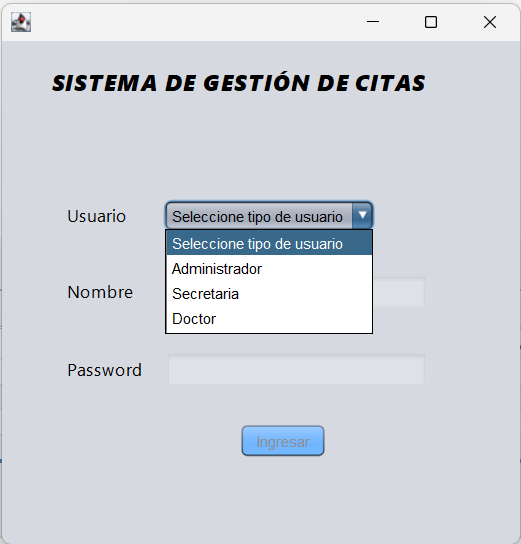 SISTEMA DE GESTIÓN DE CITAS
Usuario
Seleccione tipo de usuario
Seleccione tipo de usuario
Administrador
Secretaria
Doctor
Nombre
Password
Ingresar